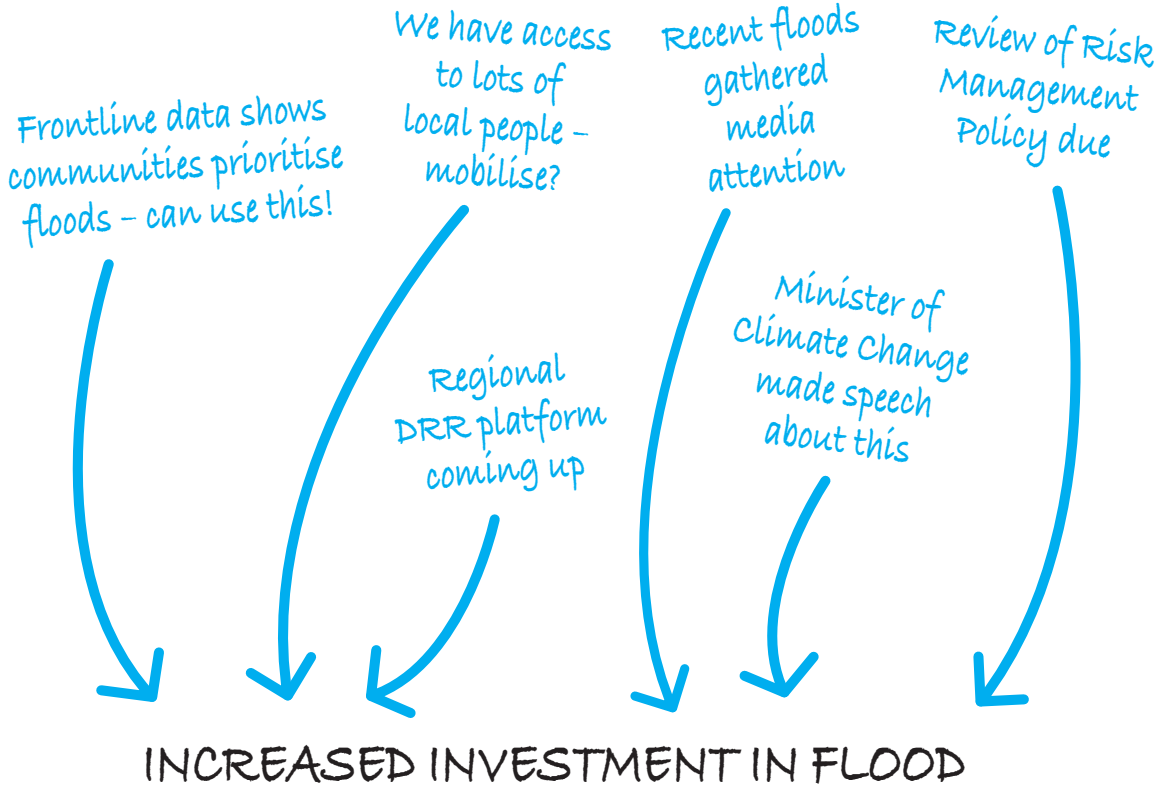 Frontline data shows
communities prioritise
floods – can use this!
We have access
to lots of
local people –
mobilise?
Recent floods
gathered
media
attention
Review of Risk
Management
Policy due
Regional
DRR platform
coming up
Minister of
Climate Change
made speech
about this
INCREASED INVESTMENT IN FLOOD